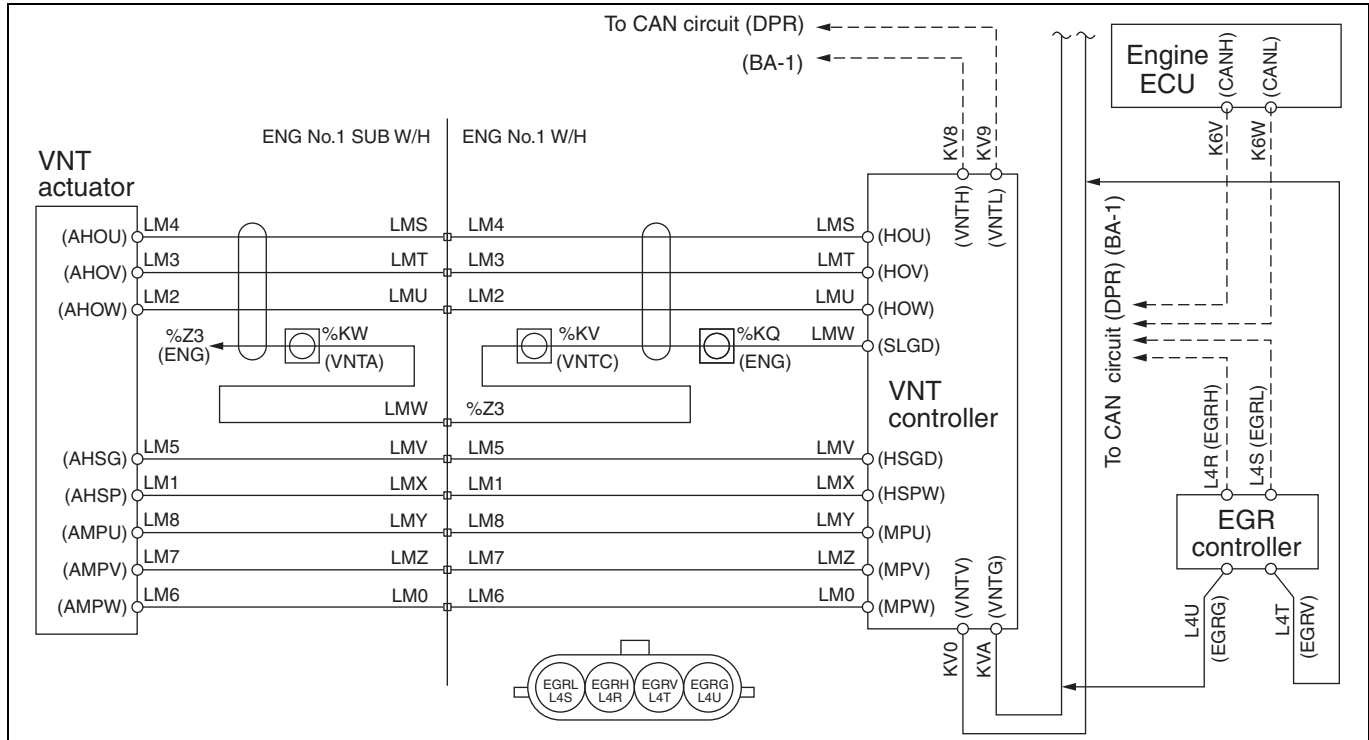 To CAN circuit (DPR)
(BA-1)
Engine
ECU
(CANH)
(CANL)
K6V
K6W
ENG No.1 SUB W/H
ENG No.1 W/H
KV8
KV9
(VNTH)
(VNTL)
VNT
actuator
(AHOU) LM4 LMS LM4 LMS (HOU)
(AHOV) LM3 LMT LM3 LMT (HOV)
(AHOW) LM2 LMU LM2 LMU (HOW)
%Z3
(ENG)
%KW
(VNTA)
%KV
(VNTC)
%KQ
(ENG)
LMW (SLGD)
LMW %Z3
VNT
controller
To CAN circuit (DPR) (BA-1)
(AHSG) LM5 LMV LM5 LMV (HSGD)
(AHSP) LM1 LMX LM1 LMX (HSPW)
(AMPU) LM8 LMY LM8 LMY (MPU)
(AMPV) LM7 LMZ LM7 LMZ (MPV)
(AMPW) LM6 LM0 LM6 LM0 (MPW)
(VNTV)
(VNTG)
KV0
KVA
L4R (EGRH)
L4S (EGRL)
EGR
controller
L4U
(EGRG)
L4T
(EGRV)
EGRL
L4S
EGRH
L4R
EGRV
L4T
EGRG
L4U